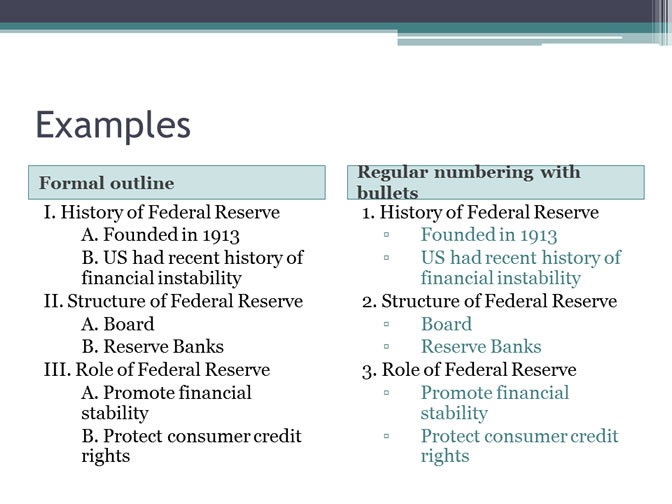 Examples
Formal outline
I. History of Federal Reserve
A. Founded in 1913
B. US had recent history of
financial instability
II. Structure of Federal Reserve
A. Board
B. Reserve Banks
III. Role of Federal Reserve
A. Promote financial
stability
B. Protect consumer credit
rights
Regular numbering with
bullets
1. History of Federal Reserve
▫ Founded in 1913
▫ US had recent history of
financial instability
2. Structure of Federal Reserve
▫ Board
▫ Reserve Banks
3. Role of Federal Reserve
▫ Promote financial
stability
▫ Protect consumer credit
rights